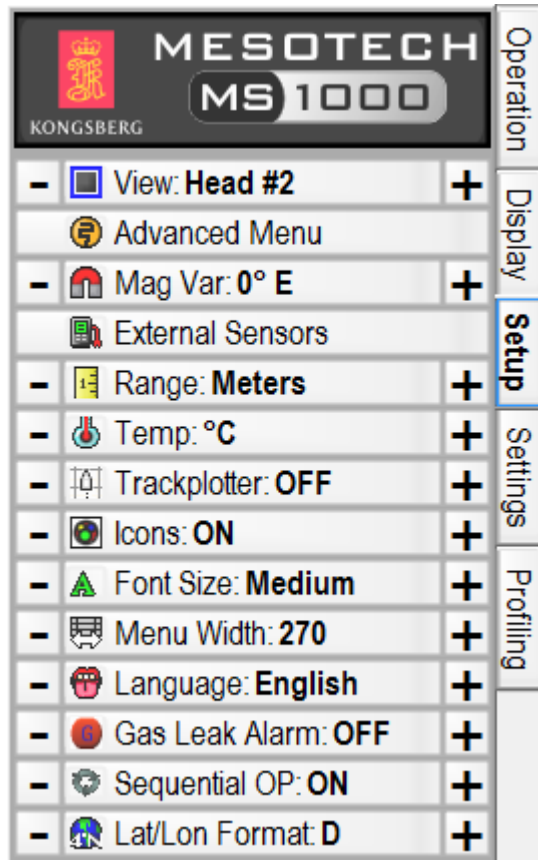 MESOTECH
MS 1000
KONGSBERG
- View: Head #2 +
Advanced Menu
- Mag Var: 0° E +
External Sensors
- Range: Meters +
- Temp: °C +
- Trackplotter: OFF +
- Icons: ON +
- Font Size: Medium +
- Menu Width: 270 +
- Language: English +
- Gas Leak Alarm: OFF +
- Sequential OP: ON +
- Lat/Lon Format: D +
Operation
Display
Setup
Settings
Profiling